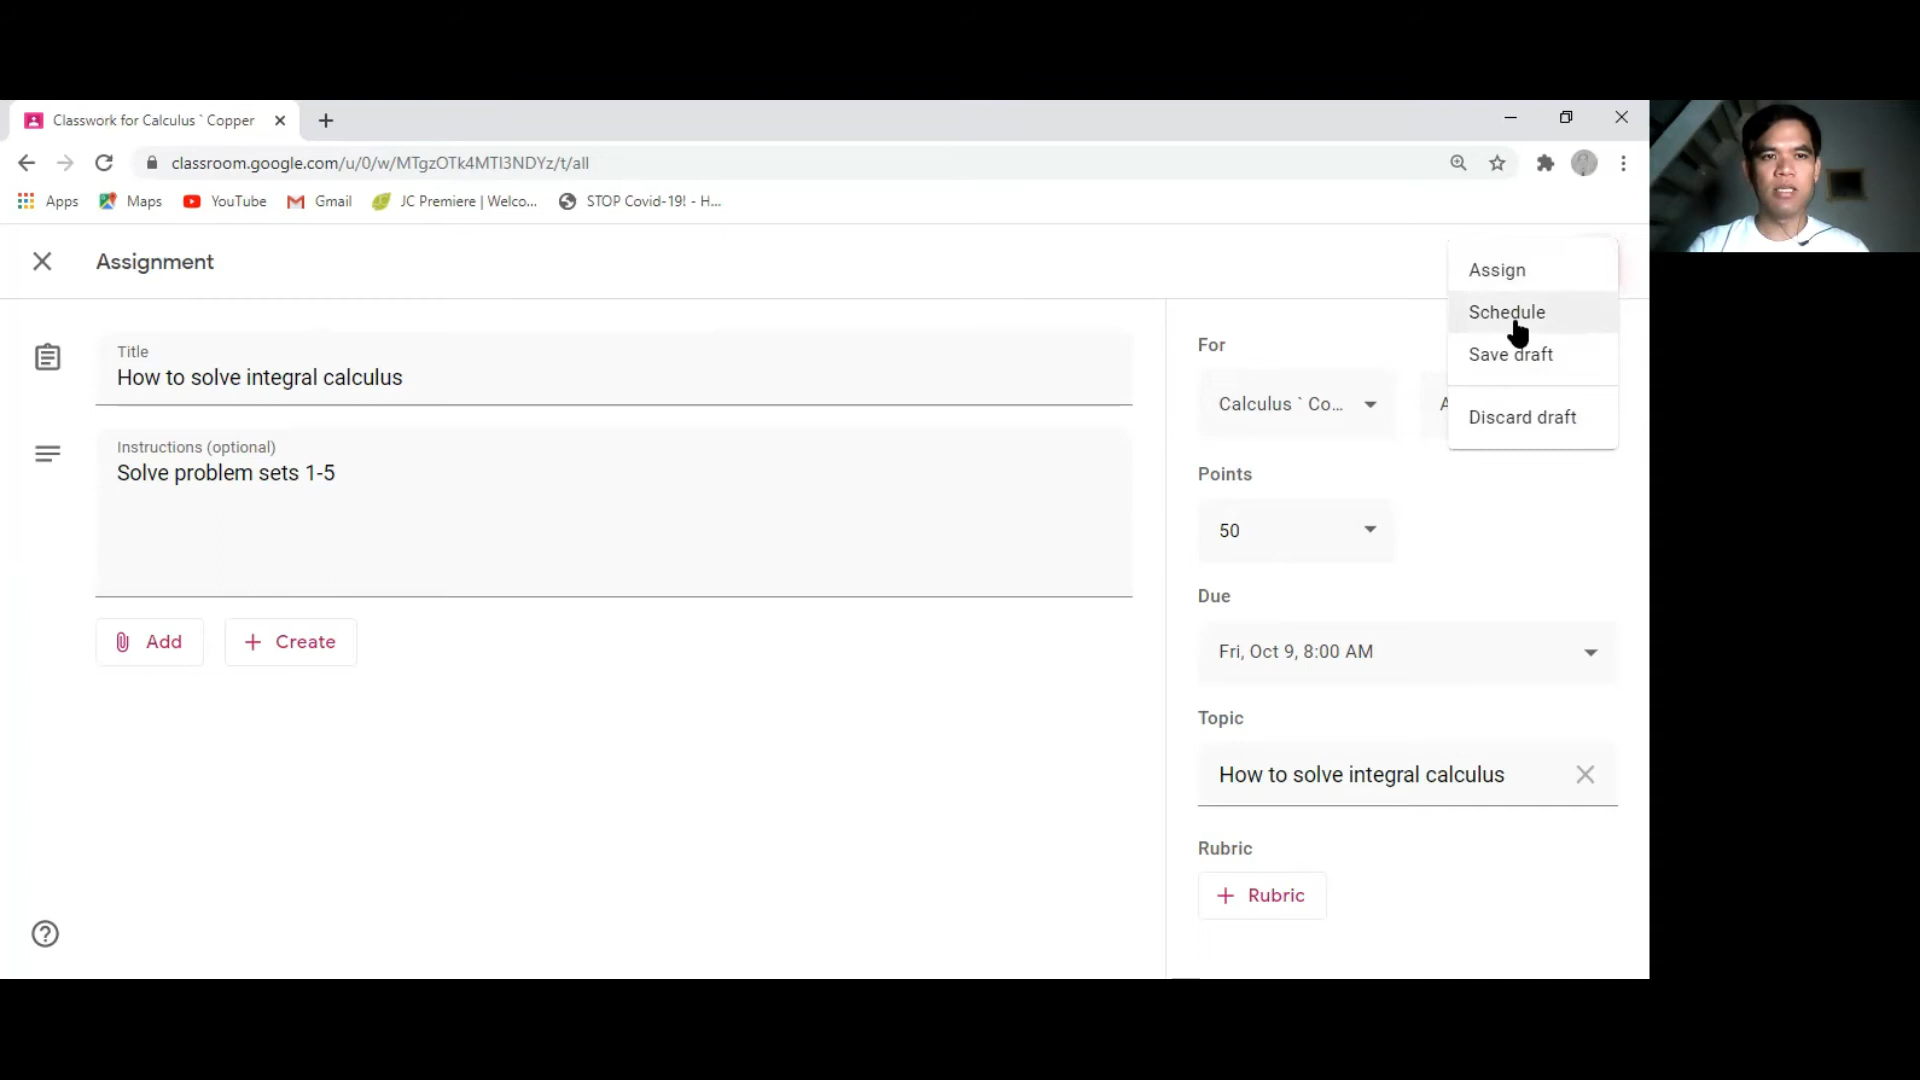 Classwork for Calculus ` Copper
classroom.google.com/u/0/w/MTgzOTk4MTI3NDYz/t/all
Apps
Maps
YouTube
Gmail
JC Premiere | Welco...
STOP Covid-19! - H...
Assignment
Assign
Schedule
Save draft
Discard draft
Title
How to solve integral calculus
Instructions (optional)
Solve problem sets 1-5
Add
Create
For
Calculus ` Co...
A
Points
50
Due
Fri, Oct 9, 8:00 AM
Topic
How to solve integral calculus
Rubric
Rubric